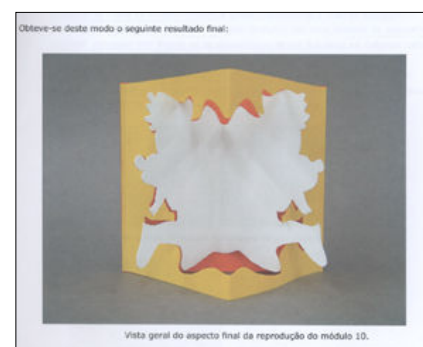 Obteve-se deste modo o seguinte resultado final:
Vista geral do aspecto final da reprodução do módulo 10.